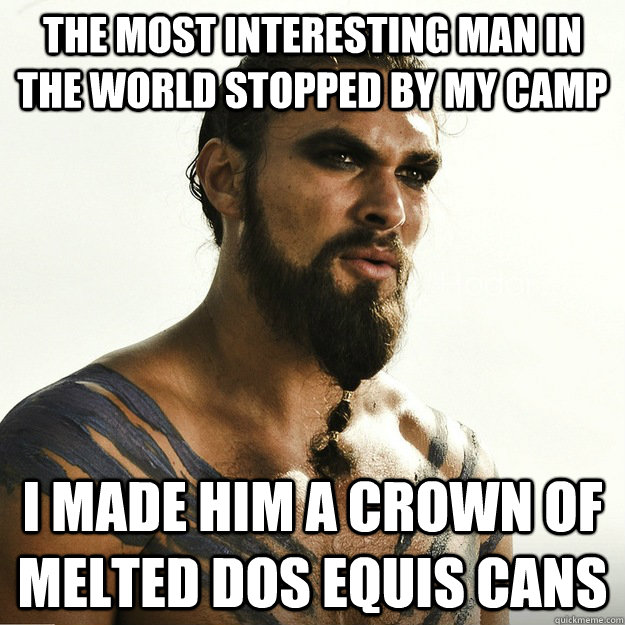 THE MOST INTERESTING MAN IN
THE WORLD STOPPED BY MY CAMP
I MADE HIM A CROWN OF
MELTED DOS EQUIS CANS
quickmeme.com